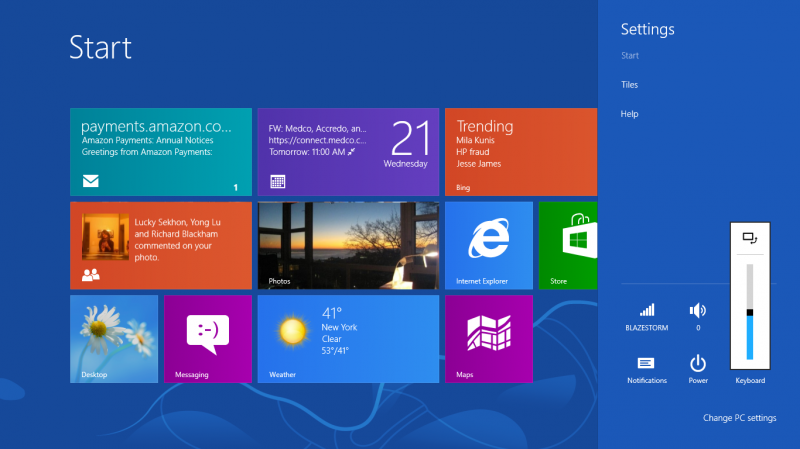 Start
payments.amazon.co...
Amazon Payments: Annual Notices
Greetings from Amazon Payments:
1
FW: Medco, Accredo, an...
https://connect.medco.c...
Tomorrow: 11:00 AM
21
Wednesday
Trending
Mila Kunis
HP fraud
Jesse James
Bing
Lucky Sekhon, Yong Lu
and Richard Blackham
commented on your
photo.
Photos
Internet Explorer
Store
Desktop
:-)
Messaging
41°
New York
Clear
53°/41°
Weather
Maps
Settings
Start
Tiles
Help
BLAZESTORM
0
Notifications
Power
Keyboard
Change PC settings